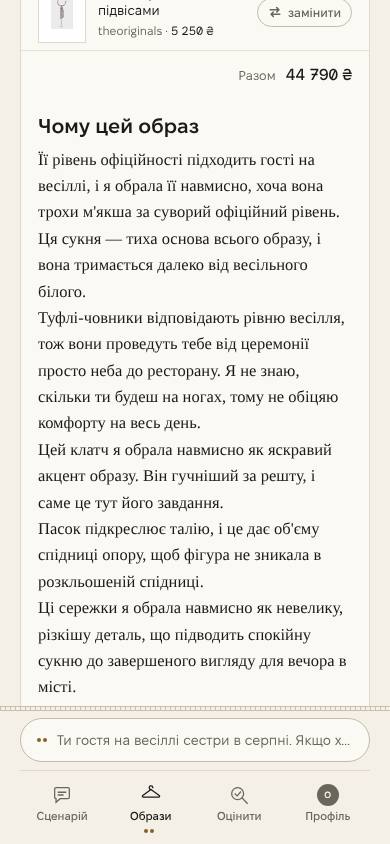 підвісами
theoriginals · 5 250 ₴
замінити
Разом 44 790 ₴
Чому цей образ
Її рівень офіційності підходить гості на
весіллі, і я обрала її навмисно, хоча вона
трохи м'якша за суворий офіційний рівень.
Ця сукня — тиха основа всього образу, і
вона тримається далеко від весільного
білого.
Туфлі-човники відповідають рівню весілля,
тож вони проведуть тебе від церемонії
просто неба до ресторану. Я не знаю,
скільки ти будеш на ногах, тому не обіцяю
комфорту на весь день.
Цей клатч я обрала навмисно як яскравий
акцент образу. Він гучніший за решту, і
саме це тут його завдання.
Пасок підкреслює талію, і це дає об'єму
спідниці опору, щоб фігура не зникала в
розкльошеній спідниці.
Ці сережки я обрала навмисно як невелику,
різкішу деталь, що підводить спокійну
сукню до завершеного вигляду для вечора в
місті.
Ти гостя на весіллі сестри в серпні. Якщо х...
Сценарій
Образи
Оцінити
О
Профіль